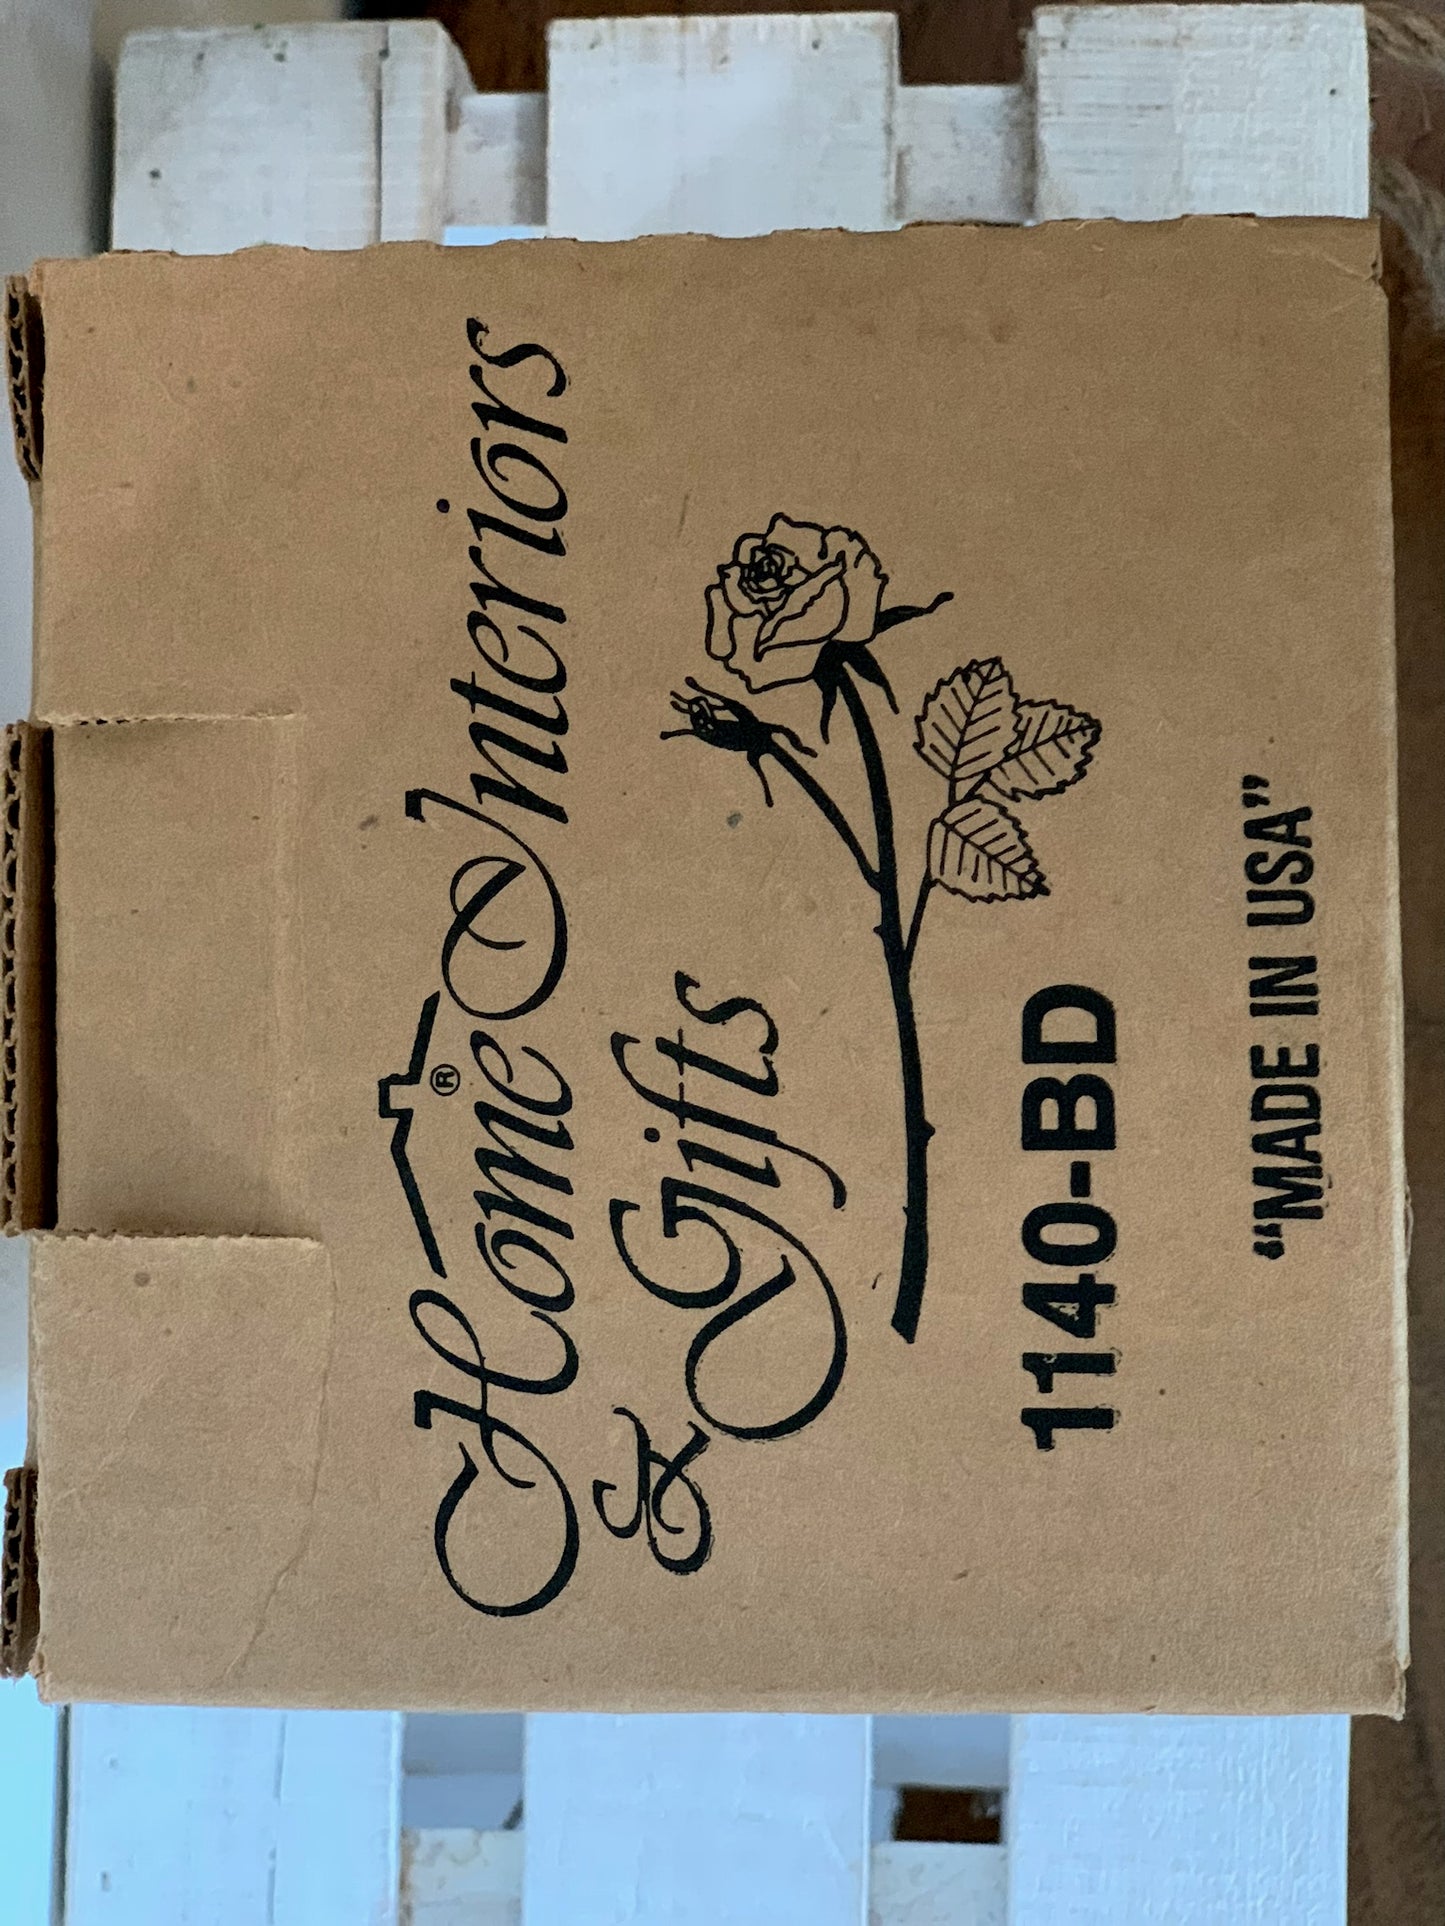 Home Interiors
®
& Gifts
1140-BD
“MADE IN USA”